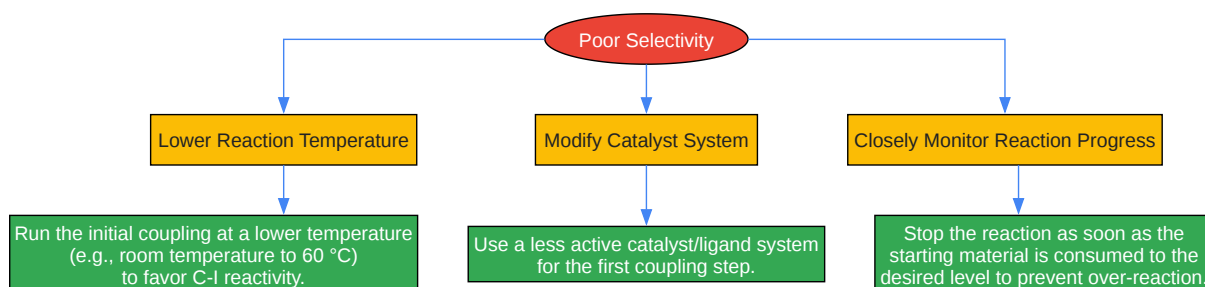 Poor Selectivity
Lower Reaction Temperature
Modify Catalyst System
Closely Monitor Reaction Progress
Run the initial coupling at a lower temperature
(e.g., room temperature to 60 °C)
to favor C-I reactivity.
Use a less active catalyst/ligand system
for the first coupling step.
Stop the reaction as soon as the
starting material is consumed to the
desired level to prevent over-reaction.